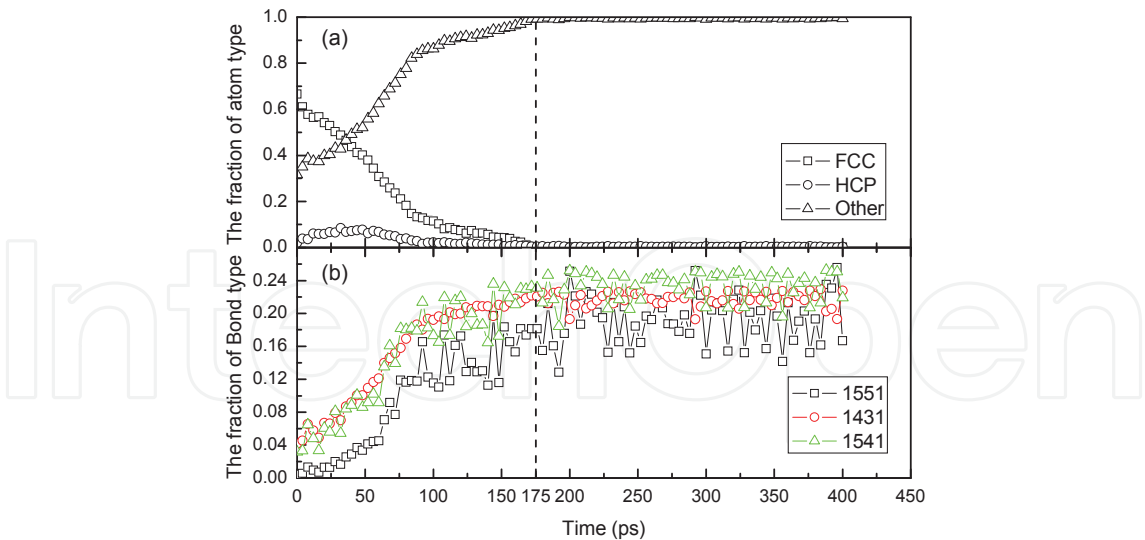 1.0
(a)
0.8
0.6
0.4
0.2
0.0
The fraction of atom type
FCC
HCP
Other
(b)
0.24
0.20
0.16
0.12
0.08
0.04
0.00
The fraction of Bond type
1551
1431
1541
0 50 100 150 175 200 250 300 350 400 450
Time (ps)
IntechOpen